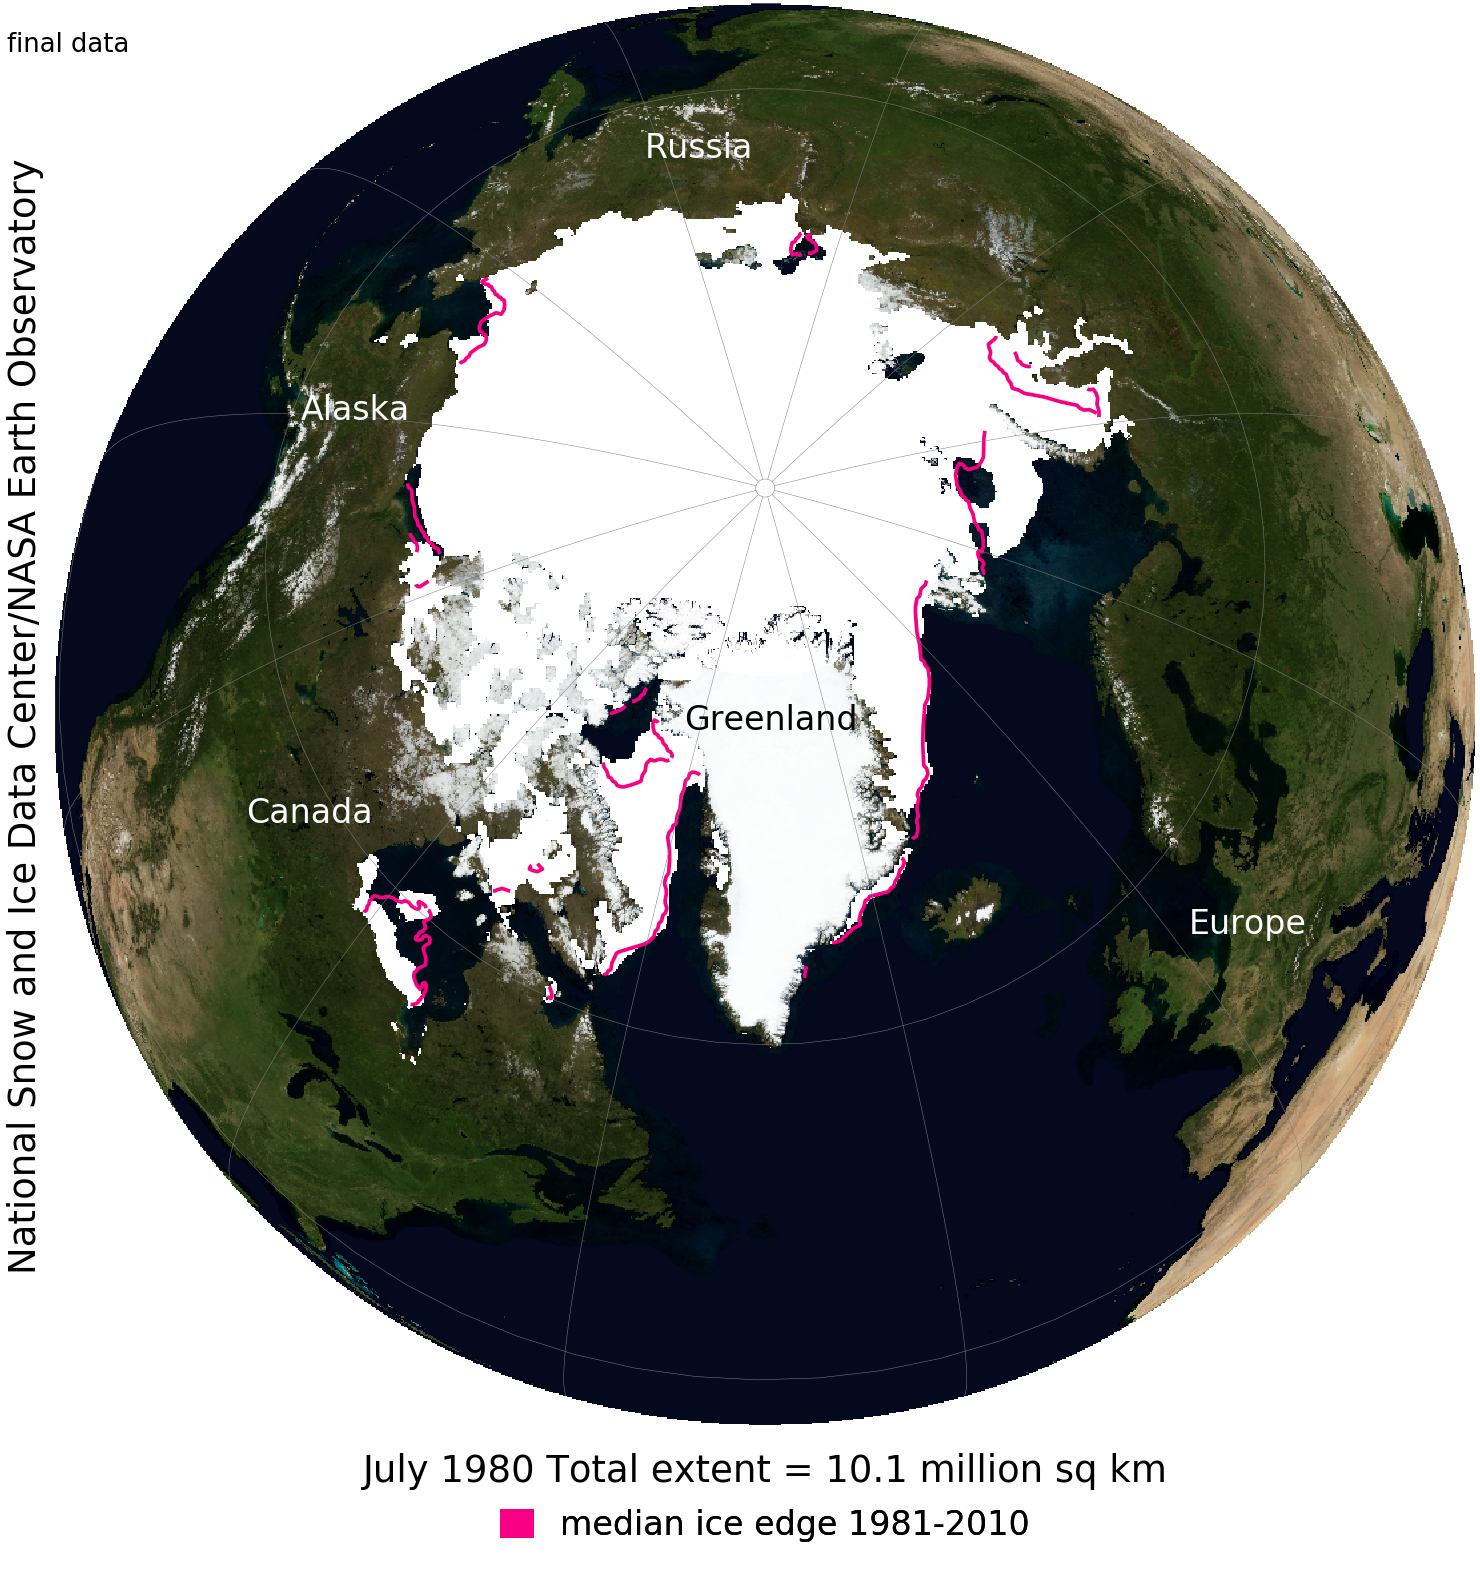 final data
National Snow and Ice Data Center/NASA Earth Observatory
Russia
Alaska
Greenland
Canada
Europe
July 1980 Total extent = 10.1 million sq km
median ice edge 1981-2010